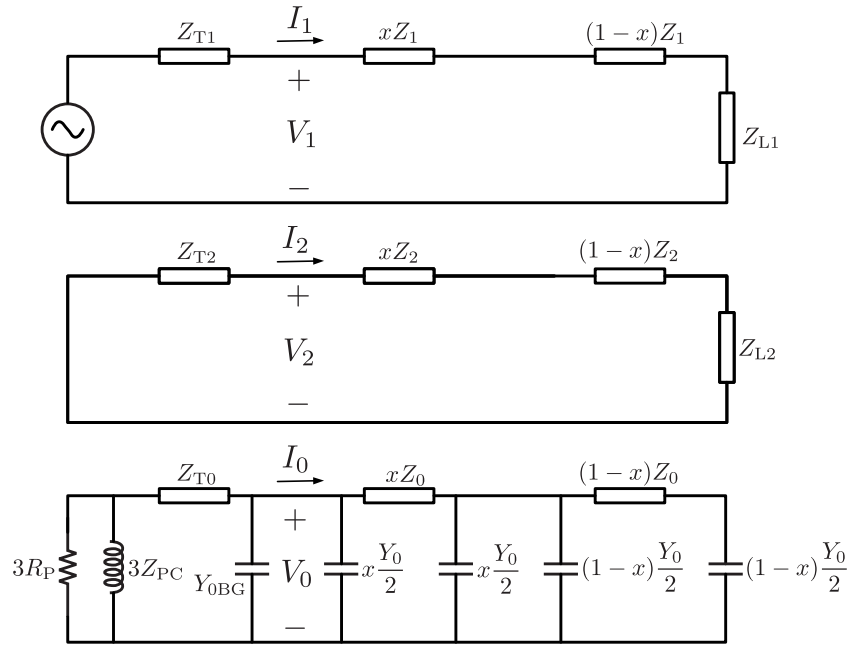 Z_T1 I_1 xZ_1 (1 − x)Z_1
+
V_1 Z_L1
−
Z_T2 I_2 xZ_2 (1 − x)Z_2
+
V_2 Z_L2
−
Z_T0 I_0 xZ_0 (1 − x)Z_0
+
3R_P 3Z_PC Y_0BG V_0 x Y_0/2 x Y_0/2 (1 − x) Y_0/2 (1 − x) Y_0/2
−